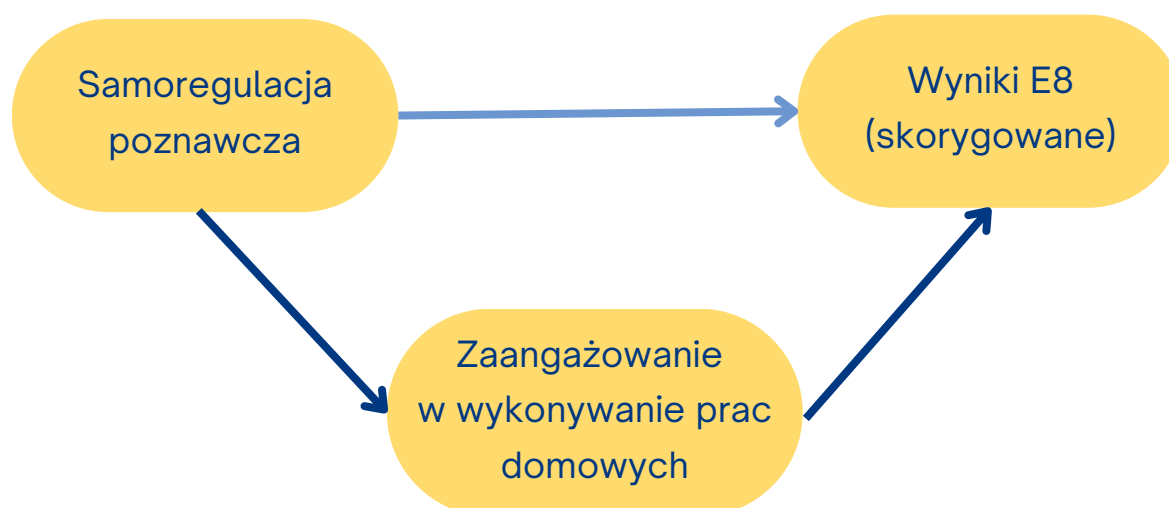 Samoregulacja
poznawcza
Wyniki E8
(skorygowane)
Zaangażowanie
w wykonywanie prac
domowych